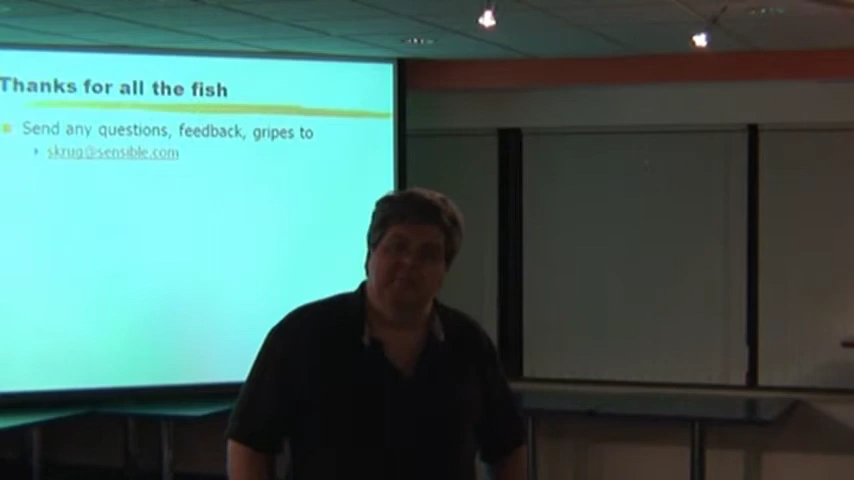 Thanks for all the fish
Send any questions, feedback, gripes to
skrug@sensible.com